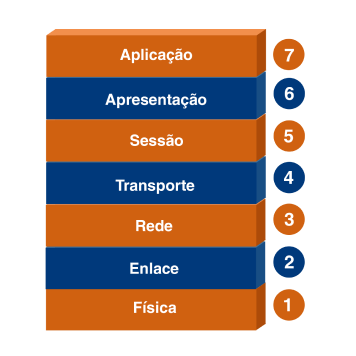 Aplicação 7
Apresentação 6
Sessão 5
Transporte 4
Rede 3
Enlace 2
Física 1